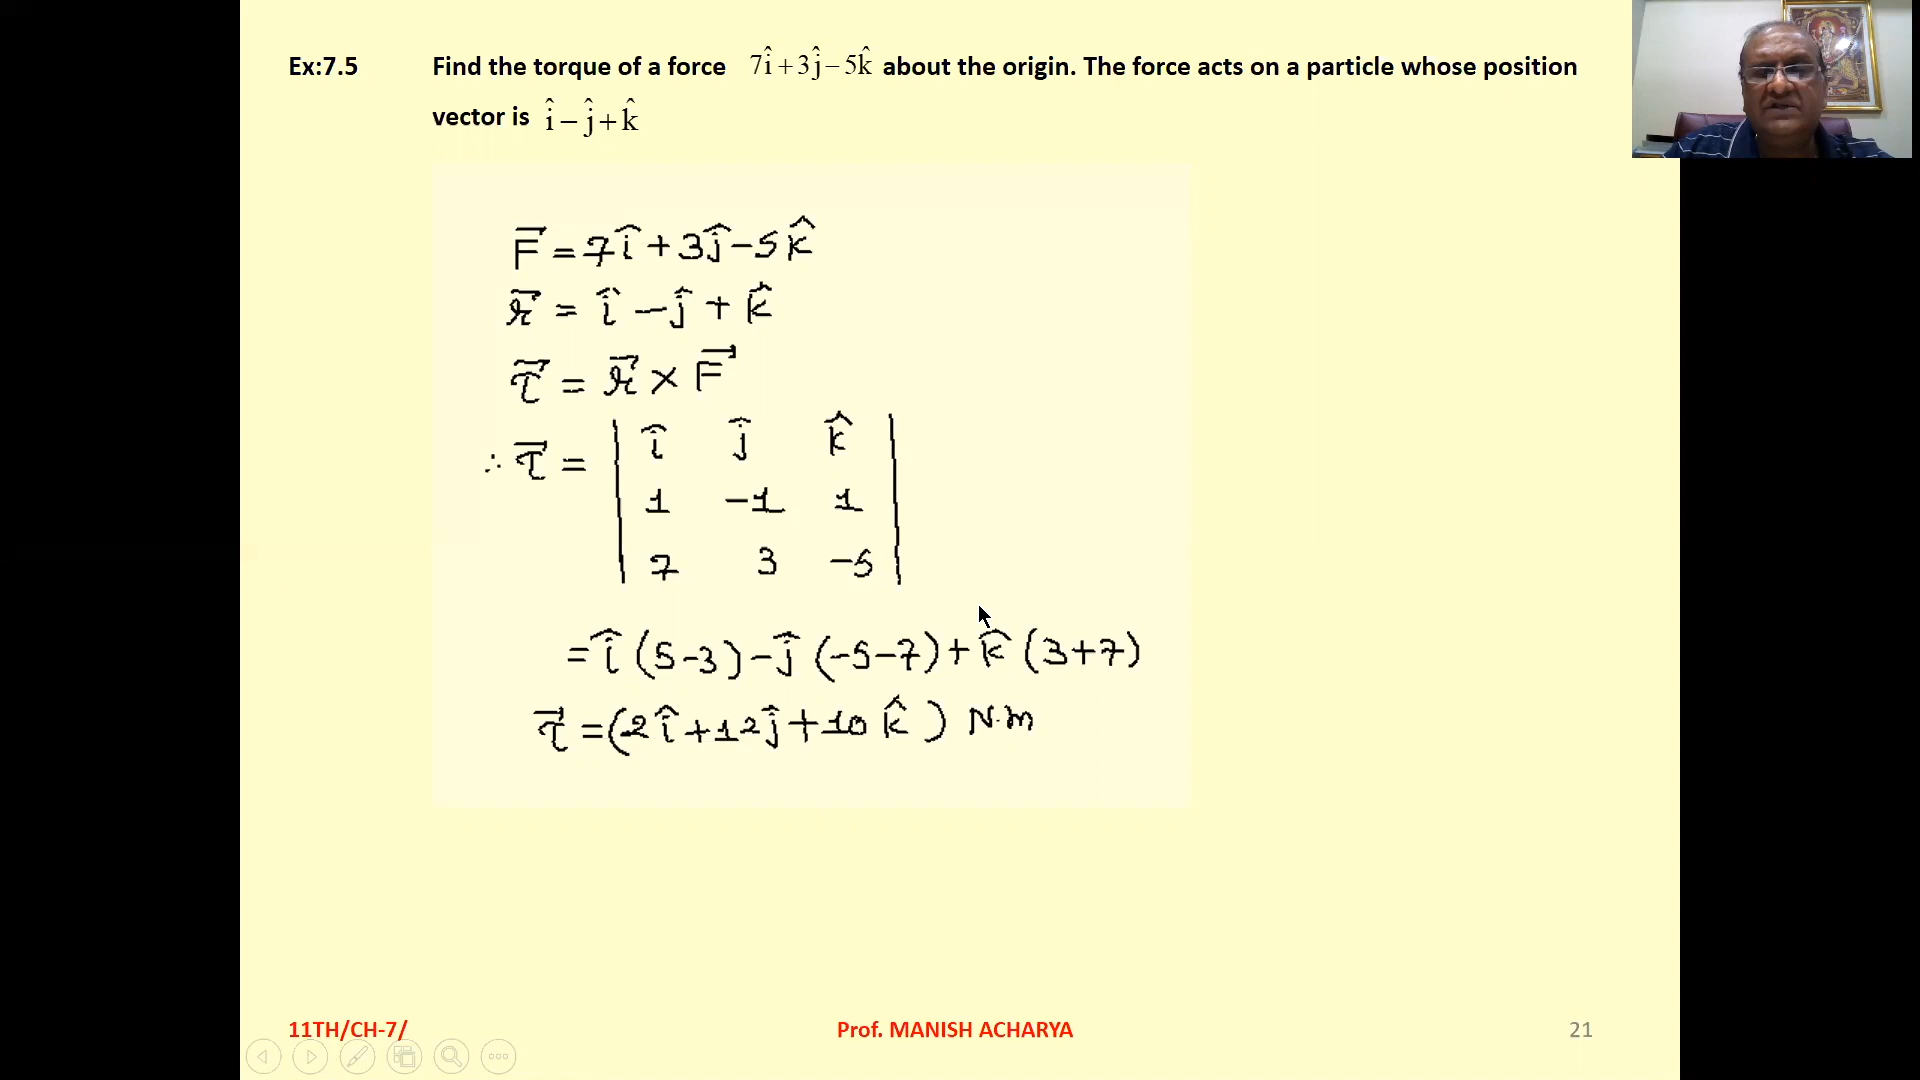 Ex:7.5 Find the torque of a force 7î + 3ĵ − 5k̂ about the origin. The force acts on a particle whose position
vector is î − ĵ + k̂
F⃗ = 7î + 3ĵ − 5k̂
r⃗ = î − ĵ + k̂
τ⃗ = r⃗ × F⃗
∴ τ⃗ = | î ĵ k̂ |
| 1 −1 1 |
| 7 3 −5 |
= î (5−3) − ĵ (−5−7) + k̂ (3+7)
τ⃗ = (2î + 12ĵ + 10k̂) N·m
11TH/CH-7/ Prof. MANISH ACHARYA 21